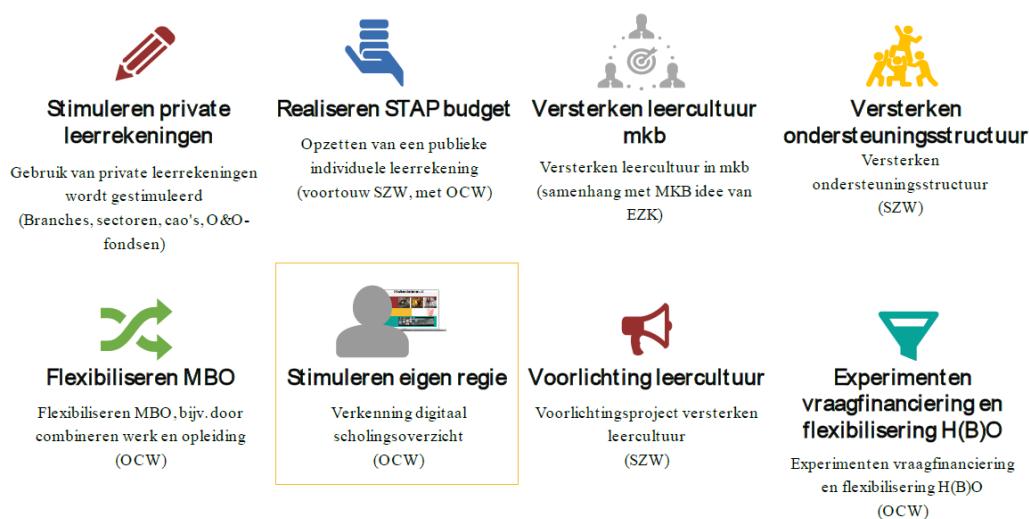 Stimuleren private
leerrekeningen
Gebruik van private leerrekeningen
wordt gestimuleerd
(Branches, sectoren, cao's, O&O-
fondsen)
Realiseren STAP budget
Opzetten van een publieke
individuele leerrekening
(voortouw SZW, met OCW)
Versterken leercultuur
mkb
Versterken leercultuur in mkb
(samenhang met MKB idee van
EZK)
Versterken
ondersteuningsstructuur
Versterken
ondersteuningsstructuur
(SZW)
Flexibiliseren MBO
Flexibiliseren MBO, bijv. door
combineren werk en opleiding
(OCW)
Stimuleren eigen regie
Verkenning digitaal
scholingsoverzicht
(OCW)
Voorlichting leercultuur
Voorlichtingsproject versterken
leercultuur
(SZW)
Experimenten
vraagfinanciering en
flexibilisering H(B)O
Experimenten vraagfinanciering
en flexibilisering H(B)O
(OCW)